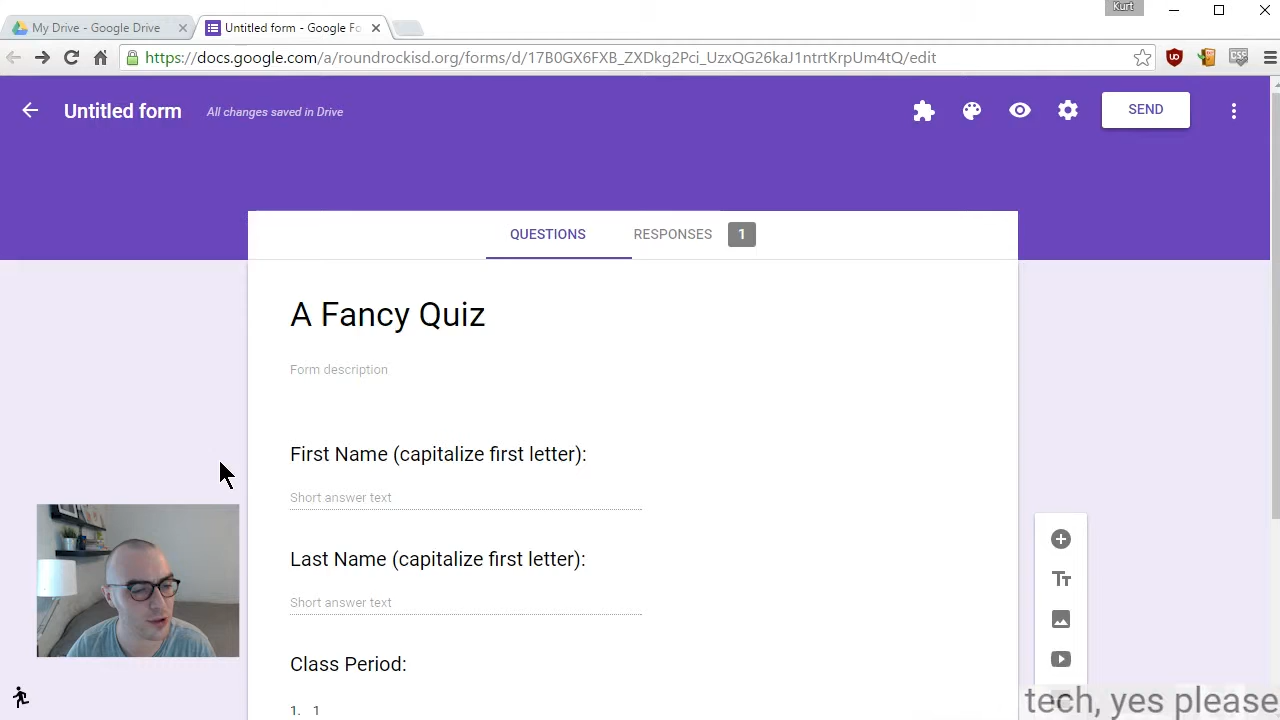 Kurt
My Drive - Google Drive
Untitled form - Google Fo
https://docs.google.com/a/roundrockisd.org/forms/d/17B0GX6FXB_ZXDkg2Pci_UzxQG26kaJ1ntrtKrpUm4tQ/edit
Untitled form
All changes saved in Drive
SEND
QUESTIONS
RESPONSES
1
A Fancy Quiz
Form description
First Name (capitalize first letter):
Short answer text
Last Name (capitalize first letter):
Short answer text
Class Period:
1. 1
tech, yes please